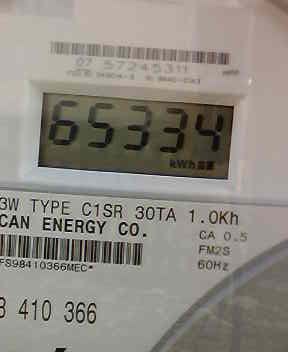 07 57245311
65334
kWh
3W TYPE C1SR 30TA 1.0Kh
CAN ENERGY CO.
CA 0.5
FM2S
FS98410366MEC*
60Hz
8 410 366